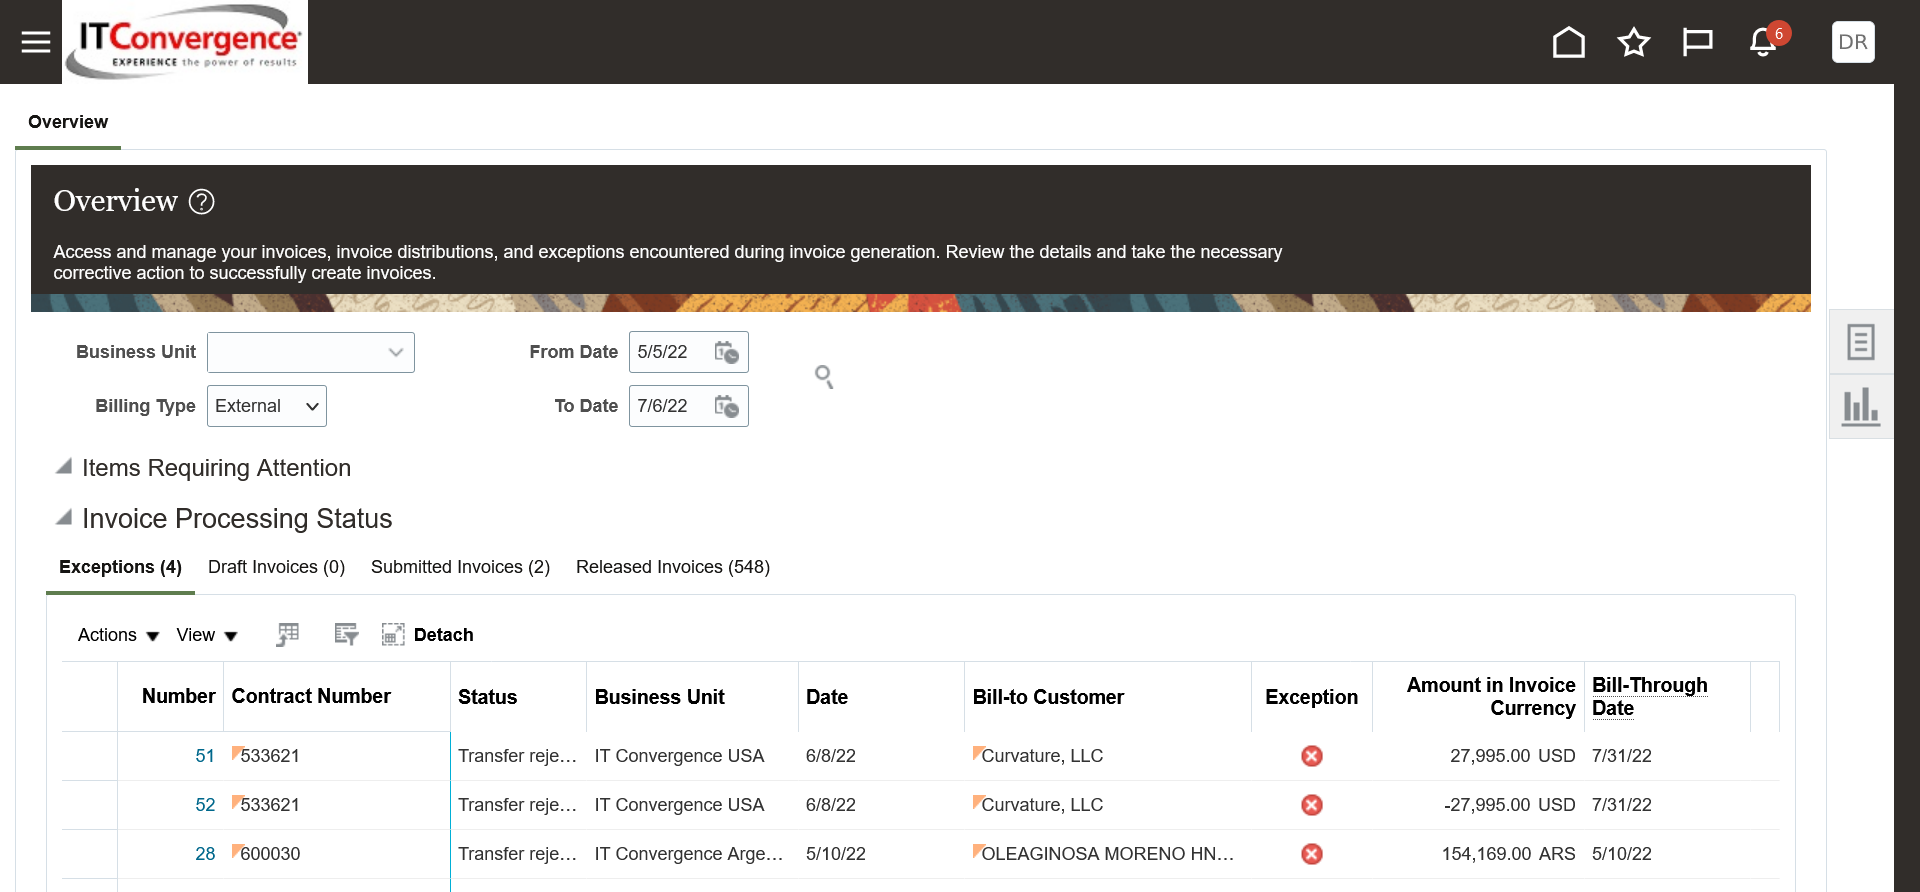 ITConvergence
EXPERIENCE the power of results
6
DR
Overview
Overview ?
Access and manage your invoices, invoice distributions, and exceptions encountered during invoice generation. Review the details and take the necessary
corrective action to successfully create invoices.
Business Unit
From Date 5/5/22
Billing Type External
To Date 7/6/22
Items Requiring Attention
Invoice Processing Status
Exceptions (4) Draft Invoices (0) Submitted Invoices (2) Released Invoices (548)
Actions View Detach
Number Contract Number Status Business Unit Date Bill-to Customer Exception Amount in Invoice Currency Bill-Through Date
51 533621 Transfer reje... IT Convergence USA 6/8/22 Curvature, LLC 27,995.00 USD 7/31/22
52 533621 Transfer reje... IT Convergence USA 6/8/22 Curvature, LLC -27,995.00 USD 7/31/22
28 600030 Transfer reje... IT Convergence Arge... 5/10/22 OLEAGINOSA MORENO HN... 154,169.00 ARS 5/10/22